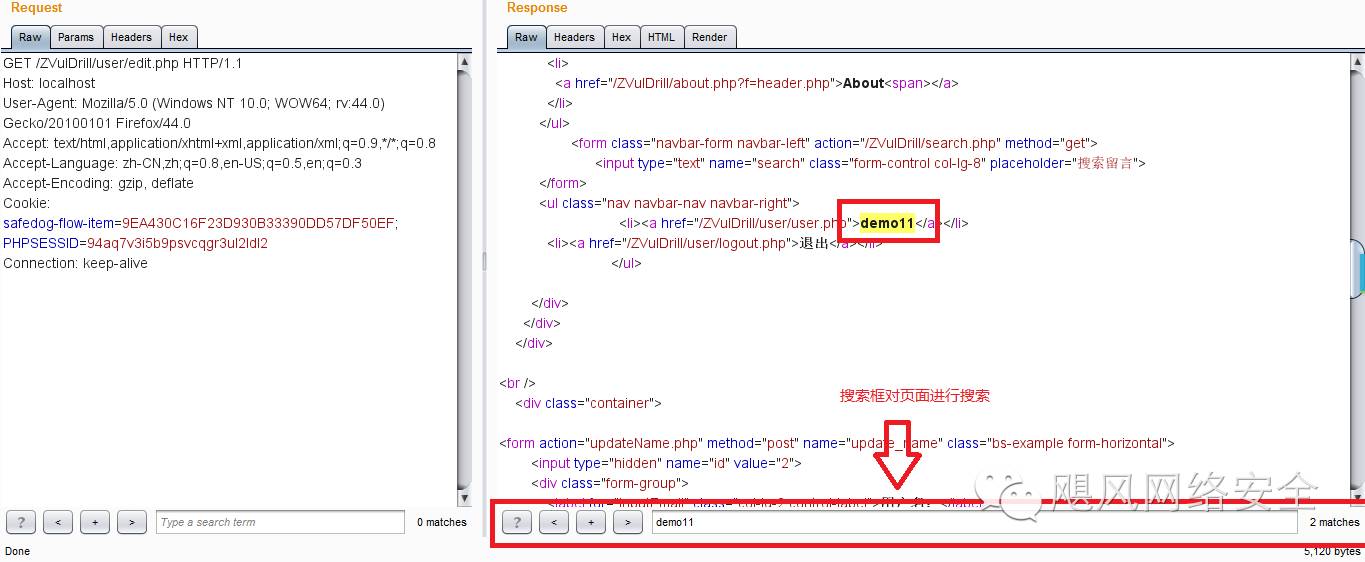 Request
Raw Params Headers Hex
GET /ZVulDrill/user/edit.php HTTP/1.1
Host: localhost
User-Agent: Mozilla/5.0 (Windows NT 10.0; WOW64; rv:44.0)
Gecko/20100101 Firefox/44.0
Accept: text/html,application/xhtml+xml,application/xml;q=0.9,*/*;q=0.8
Accept-Language: zh-CN,zh;q=0.8,en-US;q=0.5,en;q=0.3
Accept-Encoding: gzip, deflate
Cookie:
safedog-flow-item=9EA430C16F23D930B33390DD57DF50EF;
PHPSESSID=94aq7v3i5b9psvcqgr3ul2ldl2
Connection: keep-alive
? < + > Type a search term 0 matches
Done
Response
Raw Headers Hex HTML Render
<li>
<a href="/ZVulDrill/about.php?f=header.php">About<span></a>
</li>
</ul>
<form class="navbar-form navbar-left" action="/ZVulDrill/search.php" method="get">
<input type="text" name="search" class="form-control col-lg-8" placeholder="搜索留言">
</form>
<ul class="nav navbar-nav navbar-right">
<li><a href="/ZVulDrill/user/user.php">demo11</a></li>
<li><a href="/ZVulDrill/user/logout.php">退出</a></li>
</ul>
</div>
</div>
</div>
<br />
<div class="container">
搜索框对页面进行搜索
<form action="updateName.php" method="post" name="update_name" class="bs-example form-horizontal">
<input type="hidden" name="id" value="2">
<div class="form-group">
飓风网络安全
? < + > demo11 2 matches
5,120 bytes